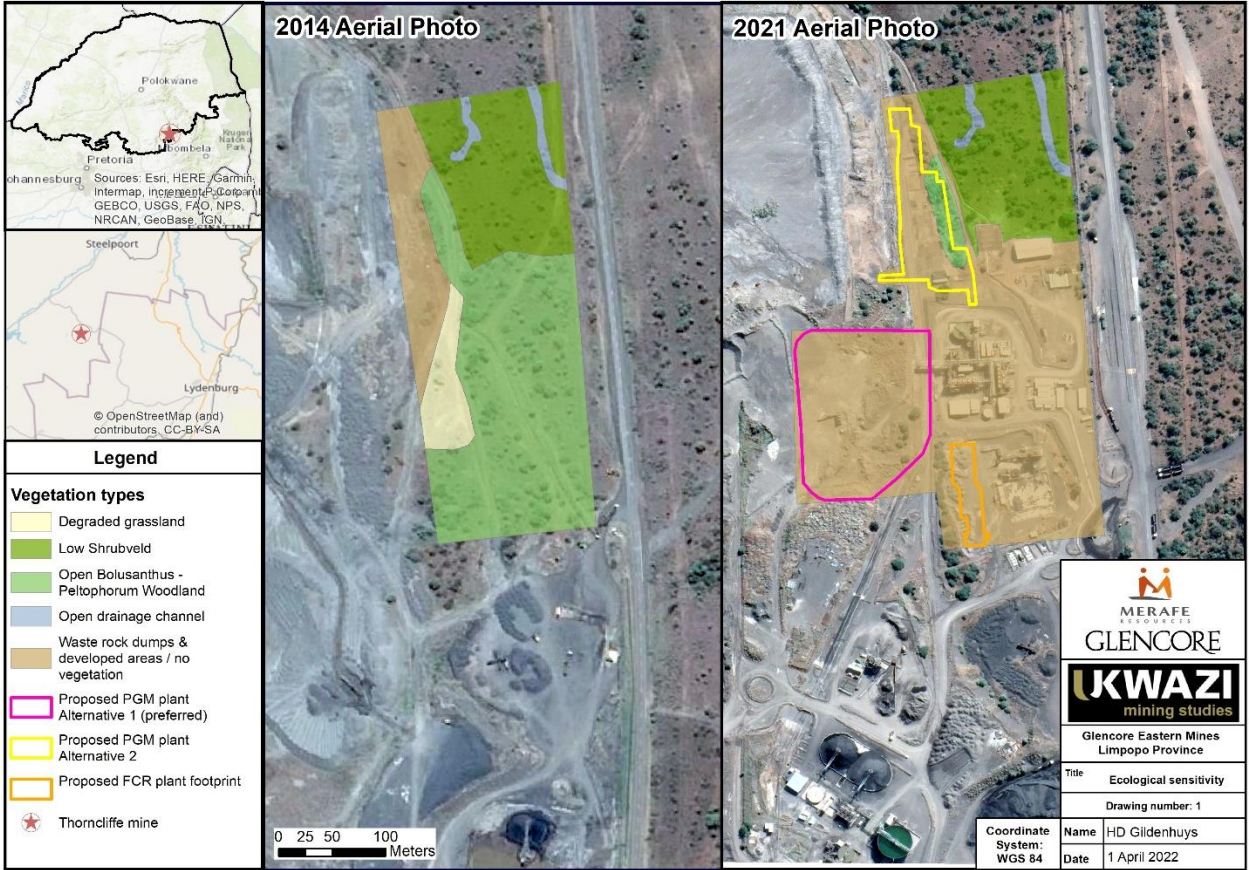 Polokwane
Marico
Kruger
National
Park
Mbombela
Pretoria
ohannesburg
Sources: Esri, HERE, Garmin,
Intermap, increment P Corp,
GEBCO, USGS, FAO, NPS,
NRCAN, GeoBase, IGN,
ESWATINI
Steelpoort
Lydenburg
© OpenStreetMap (and)
contributors, CC-BY-SA
Legend
Vegetation types
Degraded grassland
Low Shrubveld
Open Bolusanthus -
Peltophorum Woodland
Open drainage channel
Waste rock dumps &
developed areas / no
vegetation
Proposed PGM plant
Alternative 1 (preferred)
Proposed PGM plant
Alternative 2
Proposed FCR plant footprint
Thorncliffe mine
2014 Aerial Photo
0 25 50 100
Meters
2021 Aerial Photo
MERAFE
RESOURCES
GLENCORE
UKWAZI
mining studies
Glencore Eastern Mines
Limpopo Province
Title Ecological sensitivity
Drawing number: 1
Coordinate
System:
WGS 84
Name HD Gildenhuys
Date 1 April 2022